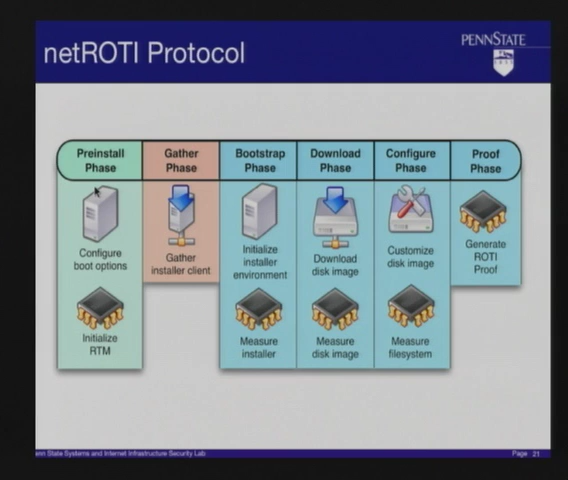 netROTI Protocol
PENNSTATE
Preinstall
Phase
Gather
Phase
Bootstrap
Phase
Download
Phase
Configure
Phase
Proof
Phase
Configure
boot options
Gather
installer client
Initialize
installer
environment
Download
disk image
Customize
disk image
Generate
ROTI
Proof
Initialize
RTM
Measure
installer
Measure
disk image
Measure
filesystem
enn State Systems and Internet Infrastructure Security Lab
Page 21